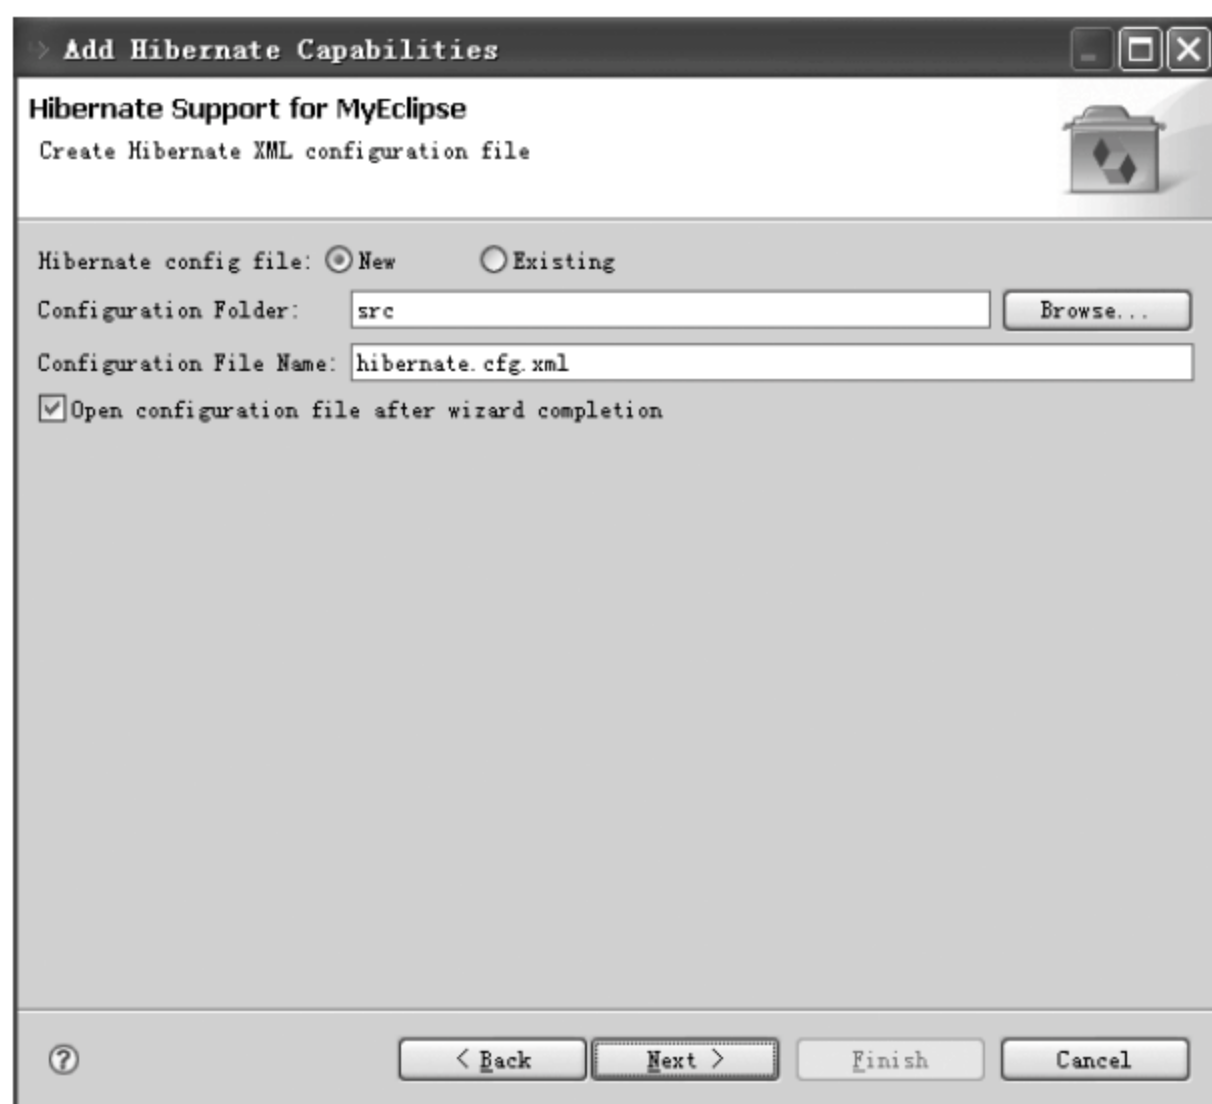 Add Hibernate Capabilities
Hibernate Support for MyEclipse
Create Hibernate XML configuration file
Hibernate config file: New Existing
Configuration Folder: src Browse...
Configuration File Name: hibernate.cfg.xml
Open configuration file after wizard completion
? < Back Next > Finish Cancel